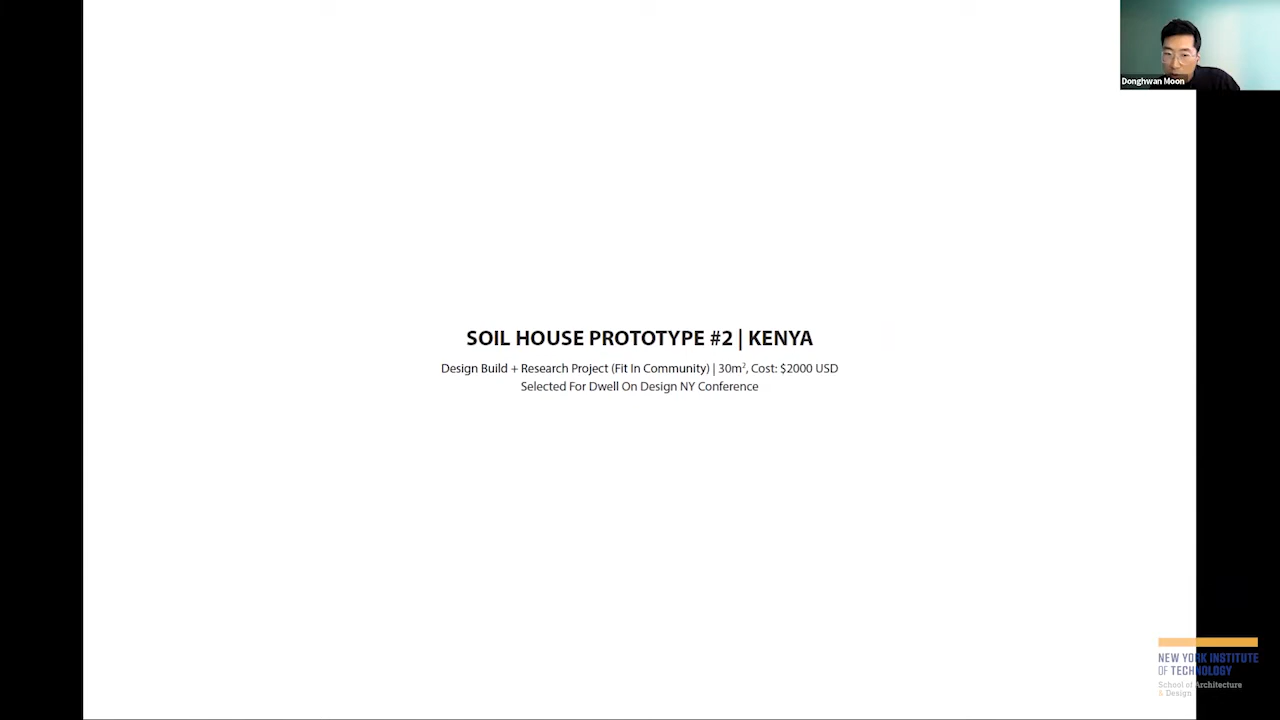 Donghwan Moon
SOIL HOUSE PROTOTYPE #2 | KENYA
Design Build + Research Project (Fit In Community) | 30m², Cost: $2000 USD
Selected For Dwell On Design NY Conference
NEW YORK INSTITUTE
OF TECHNOLOGY
School of Architecture
& Design